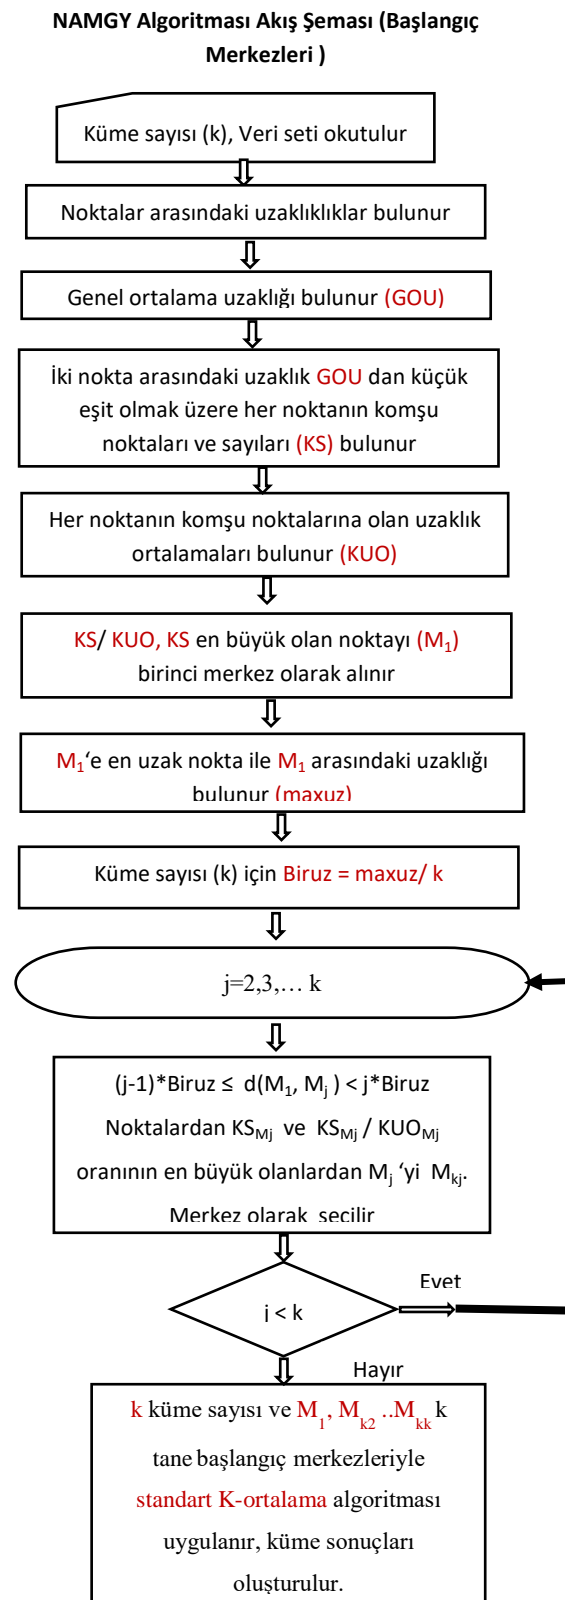 NAMGY Algoritması Akış Şeması (Başlangıç
Merkezleri )
Küme sayısı (k), Veri seti okutulur
Noktalar arasındaki uzaklıklıklar bulunur
Genel ortalama uzaklığı bulunur (GOU)
İki nokta arasındaki uzaklık GOU dan küçük
eşit olmak üzere her noktanın komşu
noktaları ve sayıları (KS) bulunur
Her noktanın komşu noktalarına olan uzaklık
ortalamaları bulunur (KUO)
KS/ KUO, KS en büyük olan noktayı (M₁)
birinci merkez olarak alınır
M₁‘e en uzak nokta ile M₁ arasındaki uzaklığı
bulunur (maxuz)
Küme sayısı (k) için Biruz = maxuz/ k
j=2,3,… k
(j-1)*Biruz ≤ d(M₁, Mj ) < j*Biruz
Noktalardan KSMj ve KSMj / KUOMj
oranının en büyük olanlardan Mj ‘yi Mkj.
Merkez olarak seçilir
j < k
Evet
Hayır
k küme sayısı ve M1, Mk2 ..Mkk k
tane başlangıç merkezleriyle
standart K-ortalama algoritması
uygulanır, küme sonuçları
oluşturulur.